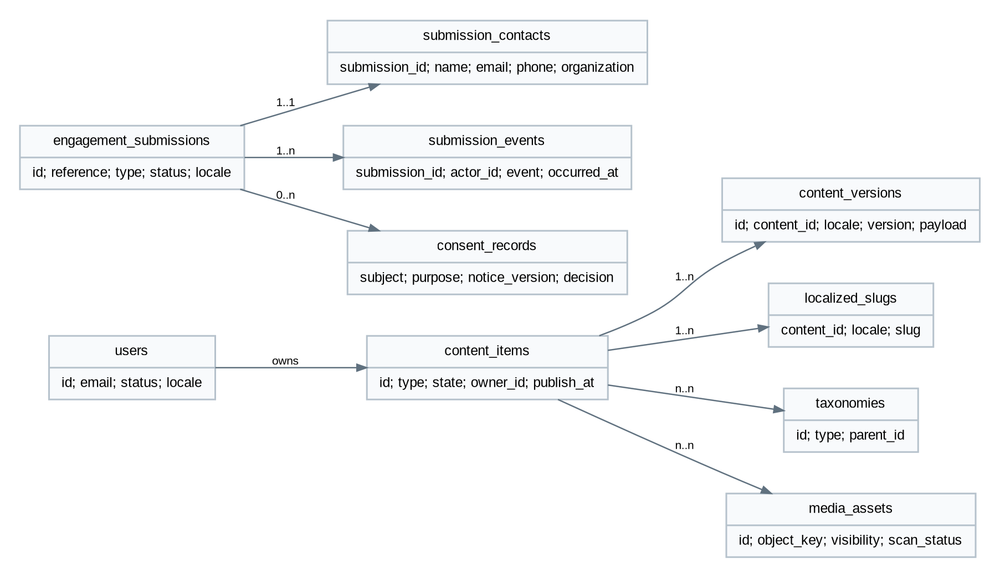 submission_contacts
submission_id; name; email; phone; organization
1..1
engagement_submissions
id; reference; type; status; locale
1..n
submission_events
submission_id; actor_id; event; occurred_at
0..n
consent_records
subject; purpose; notice_version; decision
users
id; email; status; locale
owns
content_items
id; type; state; owner_id; publish_at
1..n
content_versions
id; content_id; locale; version; payload
1..n
localized_slugs
content_id; locale; slug
n..n
taxonomies
id; type; parent_id
n..n
media_assets
id; object_key; visibility; scan_status